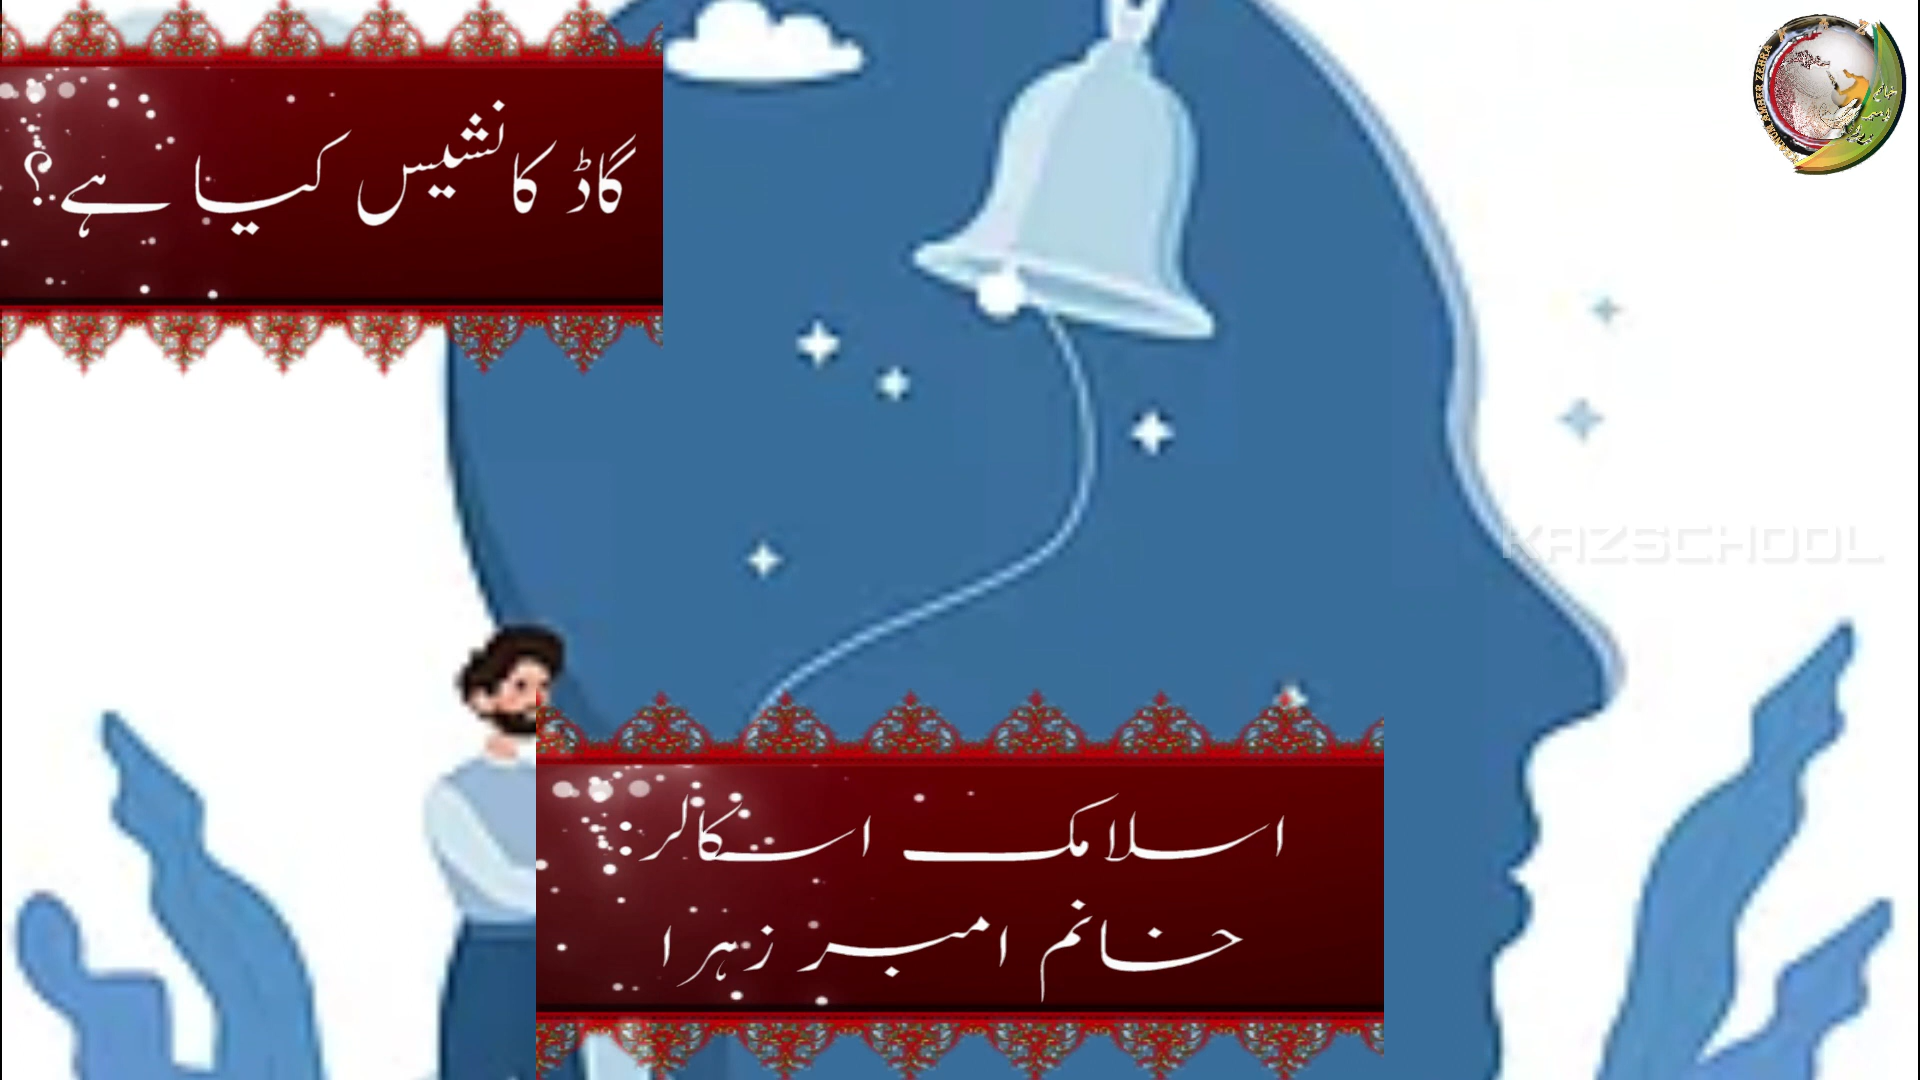 گاڈ کانشیس کیا ہے؟
KAZSCHOOL
اسلامک اسکالر:
خانم امبر زہرا